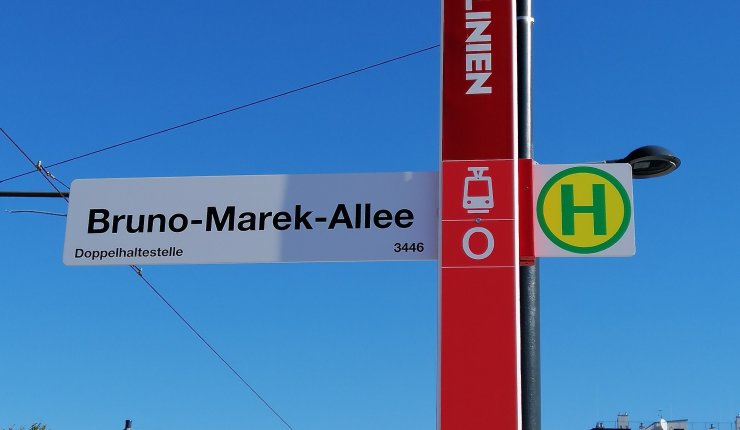 LINIEN
Bruno-Marek-Allee
Doppelhaltestelle 3446
O
H